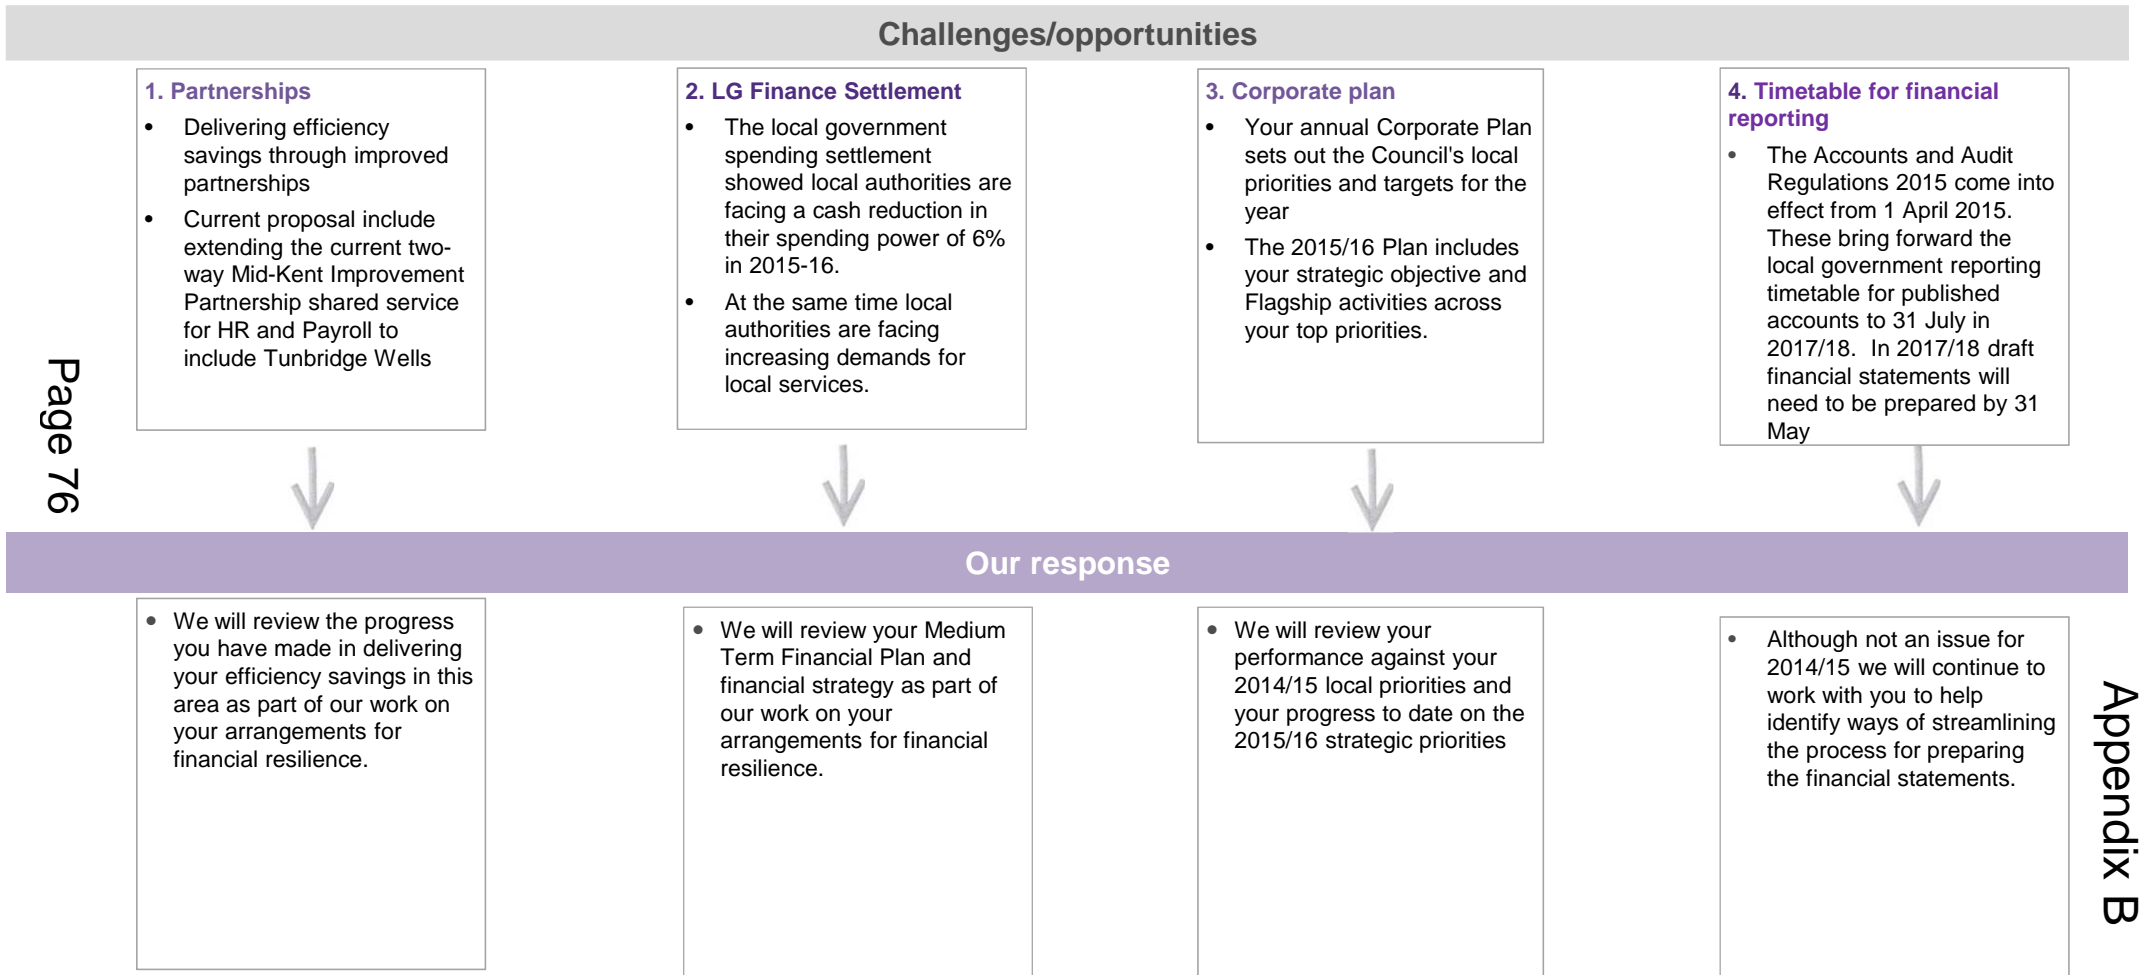 Challenges/opportunities
1. Partnerships
• Delivering efficiency
savings through improved
partnerships
• Current proposal include
extending the current two-
way Mid-Kent Improvement
Partnership shared service
for HR and Payroll to
include Tunbridge Wells
2. LG Finance Settlement
• The local government
spending settlement
showed local authorities are
facing a cash reduction in
their spending power of 6%
in 2015-16.
• At the same time local
authorities are facing
increasing demands for
local services.
3. Corporate plan
• Your annual Corporate Plan
sets out the Council's local
priorities and targets for the
year
• The 2015/16 Plan includes
your strategic objective and
Flagship activities across
your top priorities.
4. Timetable for financial
reporting
• The Accounts and Audit
Regulations 2015 come into
effect from 1 April 2015.
These bring forward the
local government reporting
timetable for published
accounts to 31 July in
2017/18. In 2017/18 draft
financial statements will
need to be prepared by 31
May
Page 76
Our response
• We will review the progress
you have made in delivering
your efficiency savings in this
area as part of our work on
your arrangements for
financial resilience.
• We will review your Medium
Term Financial Plan and
financial strategy as part of
our work on your
arrangements for financial
resilience.
• We will review your
performance against your
2014/15 local priorities and
your progress to date on the
2015/16 strategic priorities
• Although not an issue for
2014/15 we will continue to
work with you to help
identify ways of streamlining
the process for preparing
the financial statements.
Appendix B